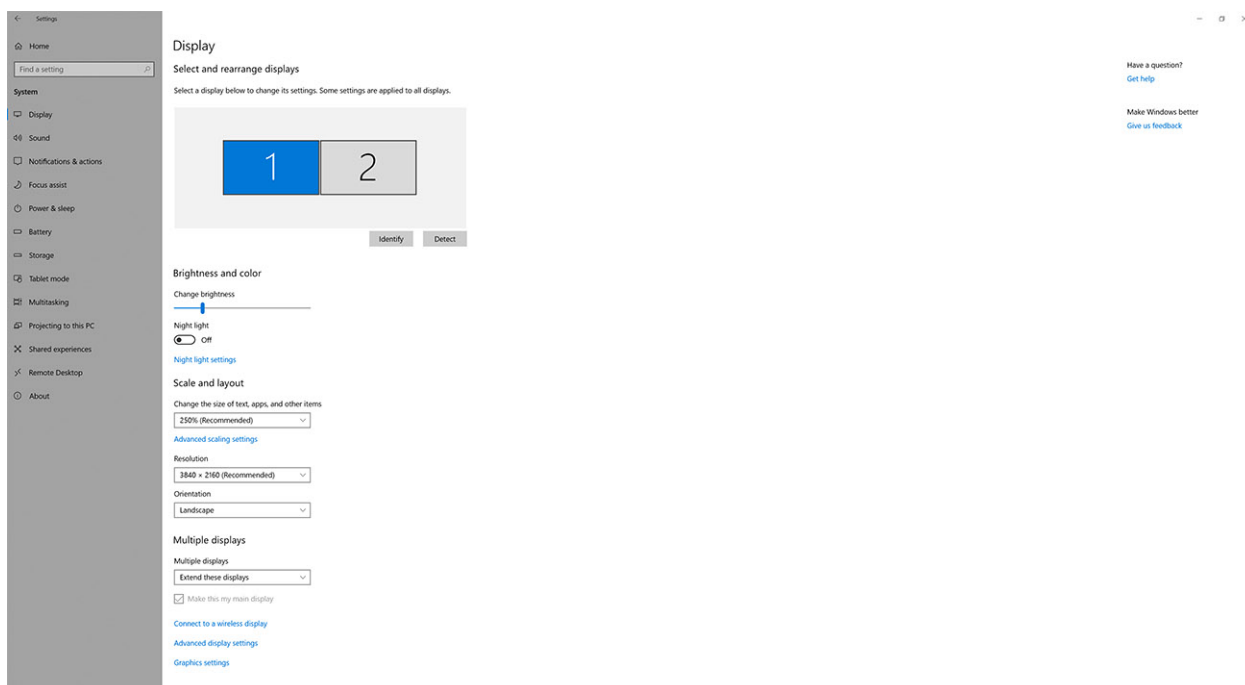 Settings
Home
Find a setting
System
Display
Sound
Notifications & actions
Focus assist
Power & sleep
Battery
Storage
Tablet mode
Multitasking
Projecting to this PC
Shared experiences
Remote Desktop
About
Display
Select and rearrange displays
Select a display below to change its settings. Some settings are applied to all displays.
1 2
Identify Detect
Brightness and color
Change brightness
Night light
Off
Night light settings
Scale and layout
Change the size of text, apps, and other items
250% (Recommended)
Advanced scaling settings
Resolution
3840 × 2160 (Recommended)
Orientation
Landscape
Multiple displays
Multiple displays
Extend these displays
Make this my main display
Connect to a wireless display
Advanced display settings
Graphics settings
Have a question?
Get help
Make Windows better
Give us feedback